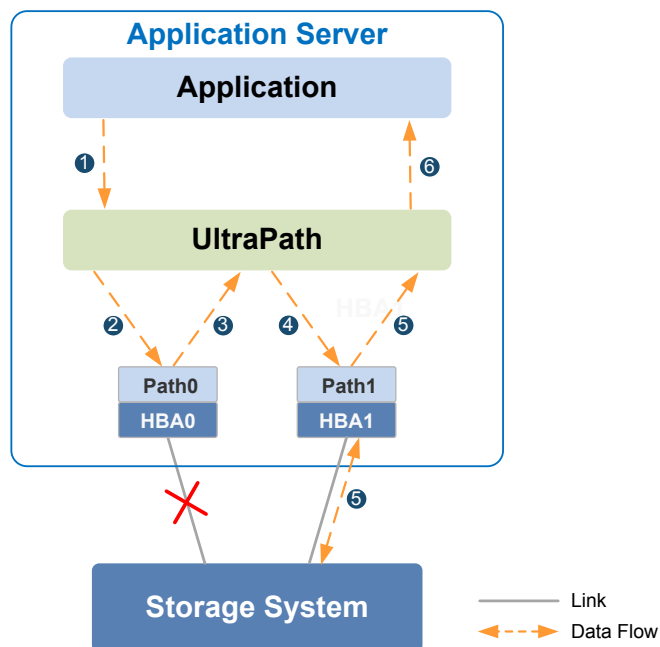 Application Server
Application
1
6
UltraPath
HBA1
2
3
4
5
Path0
Path1
HBA0
HBA1
5
Storage System
Link
Data Flow